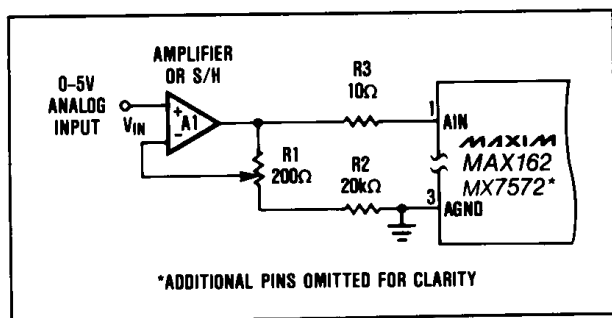 AMPLIFIER
OR S/H
0-5V
ANALOG
INPUT
VIN
+
A1
-
R3
10Ω
1
AIN
MAXIM
MAX162
MX7572*
R1
200Ω
R2
20kΩ
3
AGND
*ADDITIONAL PINS OMITTED FOR CLARITY